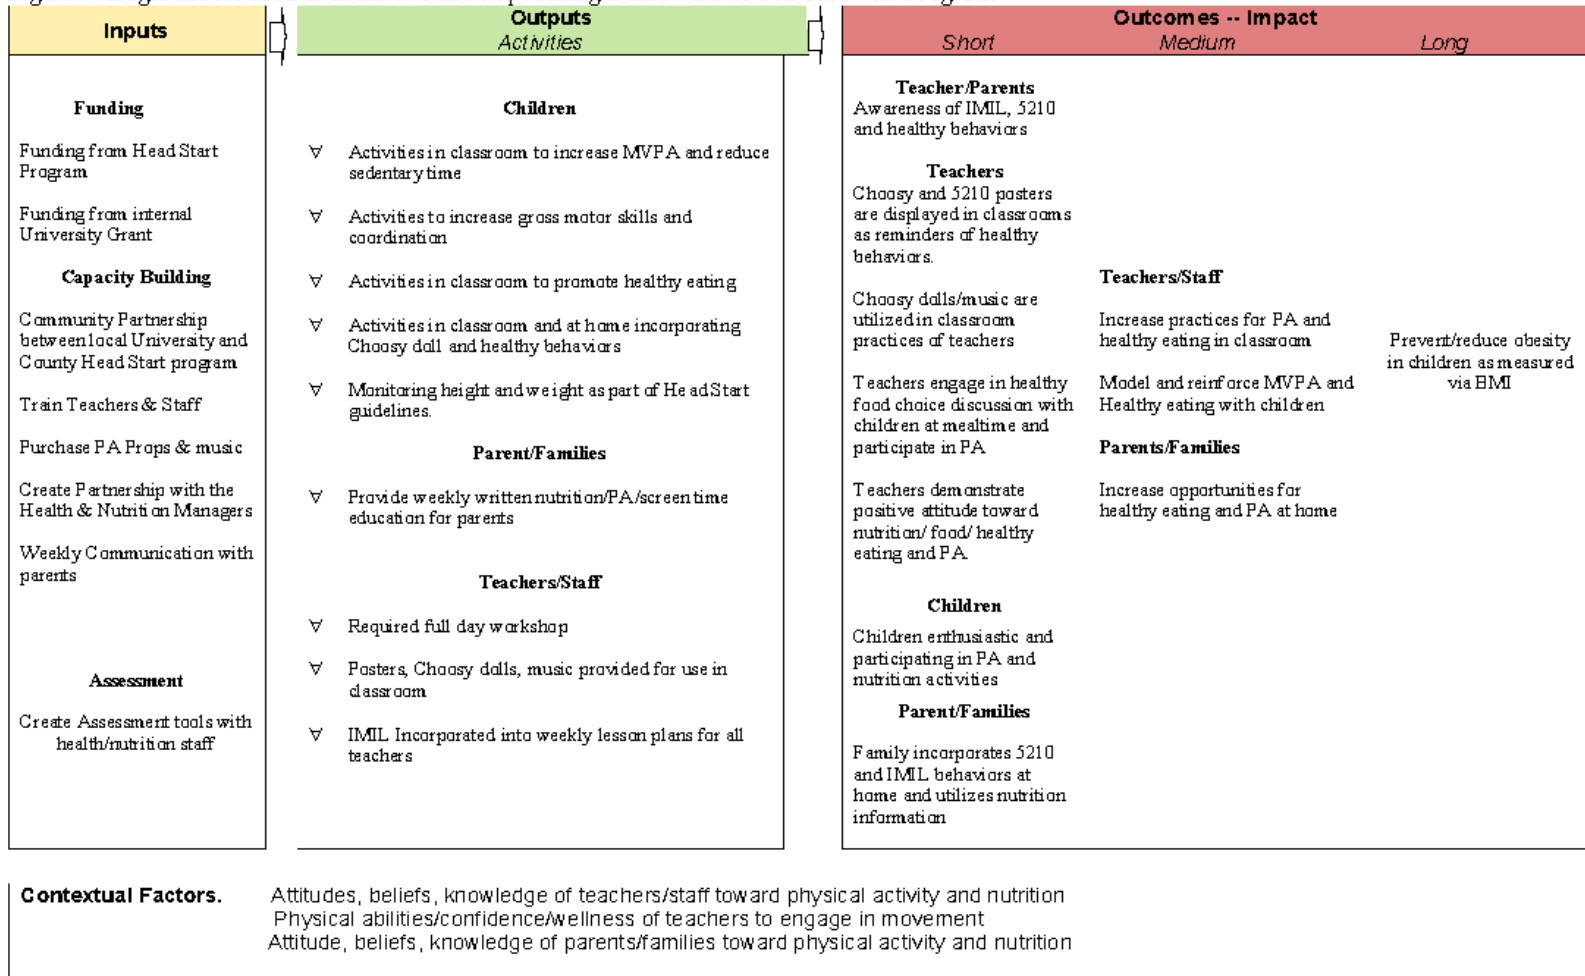 Inputs
Funding
Funding from Head Start
Program
Funding from internal
University Grant
Capacity Building
Community Partnership
between local University and
County Head Start program
Train Teachers & Staff
Purchase PA Props & music
Create Partnership with the
Health & Nutrition Managers
Weekly Communication with
parents
Assessment
Create Assessment tools with
health/nutrition staff
Outputs
Activities
Children
∀ Activities in classroom to increase MVPA and reduce
sedentary time
∀ Activities to increase gross motor skills and
coordination
∀ Activities in classroom to promote healthy eating
∀ Activities in classroom and at home incorporating
Choosy doll and healthy behaviors
∀ Monitoring height and weight as part of Head Start
guidelines.
Parent/Families
∀ Provide weekly written nutrition/PA/screen time
education for parents
Teachers/Staff
∀ Required full day workshop
∀ Posters, Choosy dolls, music provided for use in
classroom
∀ IMIL Incorporated into weekly lesson plans for all
teachers
Outcomes -- Impact
Short Medium Long
Teacher/Parents
Awareness of IMIL, 5210
and healthy behaviors
Teachers
Choosy and 5210 posters
are displayed in classrooms
as reminders of healthy
behaviors.
Choosy dolls/music are
utilized in classroom
practices of teachers
Teachers engage in healthy
food choice discussion with
children at mealtime and
participate in PA
Teachers demonstrate
positive attitude toward
nutrition/ food/ healthy
eating and PA
Children
Children enthusiastic and
participating in PA and
nutrition activities
Parent/Families
Family incorporates 5210
and IMIL behaviors at
home and utilizes nutrition
information
Teachers/Staff
Increase practices for PA and
healthy eating in classroom
Model and reinforce MVPA and
Healthy eating with children
Parents/Families
Increase opportunities for
healthy eating and PA at home
Prevent/reduce obesity
in children as measured
via BMI
Contextual Factors. Attitudes, beliefs, knowledge of teachers/staff toward physical activity and nutrition
Physical abilities/confidence/wellness of teachers to engage in movement
Attitude, beliefs, knowledge of parents/families toward physical activity and nutrition